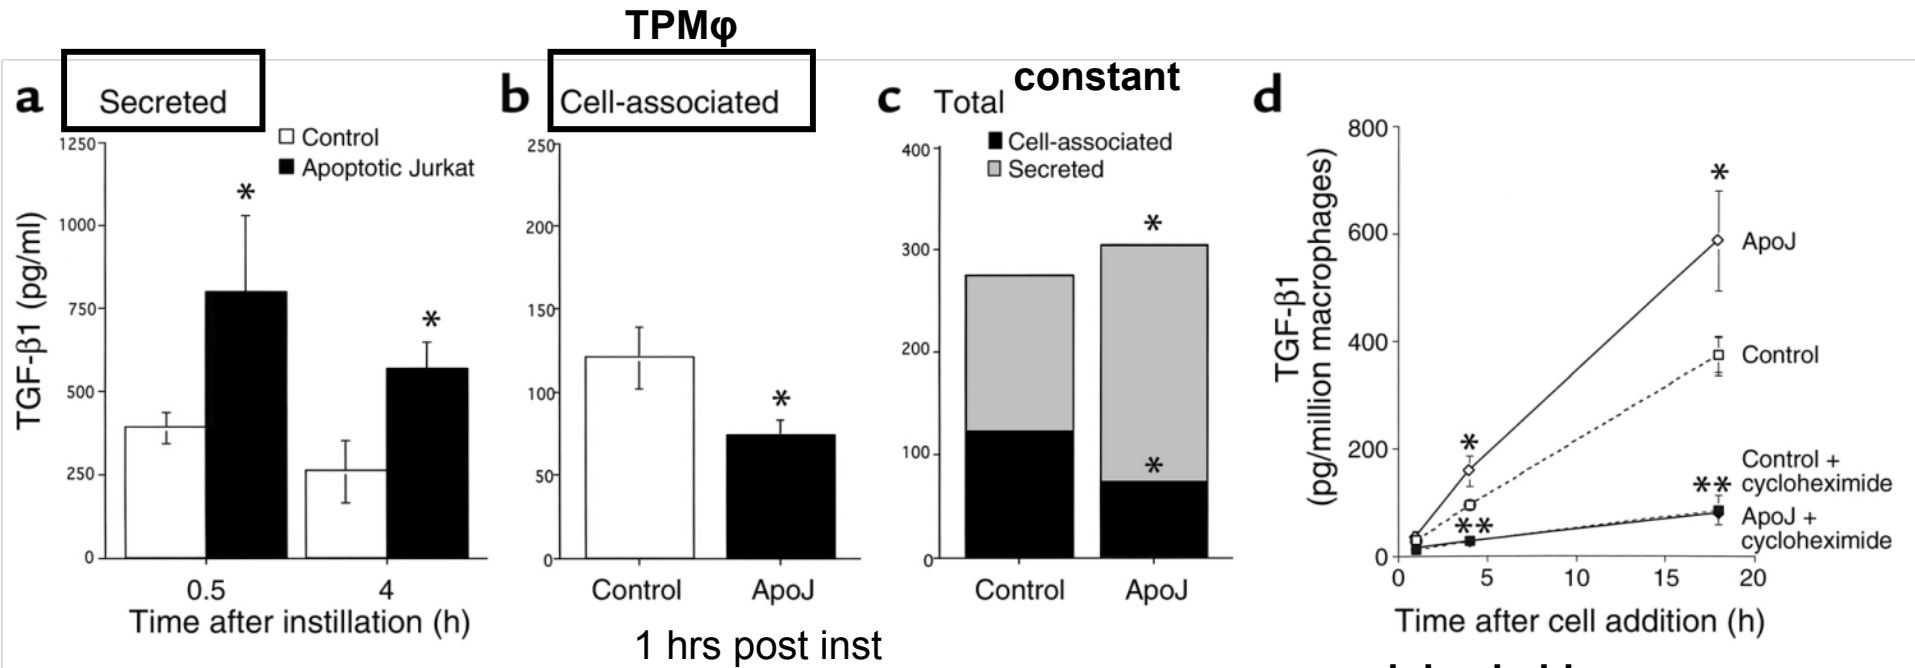 TPMφ
constant
a Secreted
Control
Apoptotic Jurkat
TGF-β1 (pg/ml)
1250
1000
750
500
250
0
*
*
0.5 4
Time after instillation (h)
b Cell-associated
250
200
150
100
50
0
*
Control ApoJ
1 hrs post inst
c Total
Cell-associated
Secreted
400
300
200
100
0
*
*
Control ApoJ
d
TGF-β1
(pg/million macrophages)
800
600
400
200
0
*
ApoJ
Control
*
Control +
cycloheximide
**
**
ApoJ +
cycloheximide
0 5 10 15 20
Time after cell addition (h)